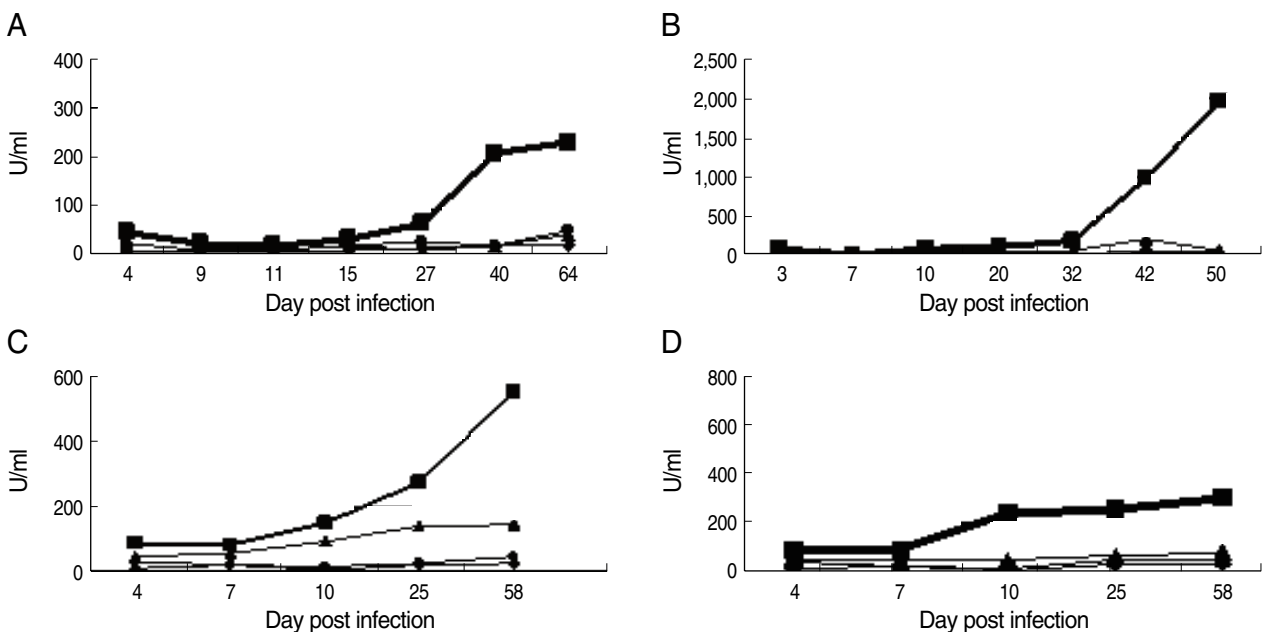 A
400
300
200
100
0
U/ml
4 9 11 15 27 40 64
Day post infection
B
2,500
2,000
1,500
1,000
500
0
U/ml
3 7 10 20 32 42 50
Day post infection
C
600
400
200
0
U/ml
4 7 10 25 58
Day post infection
D
800
600
400
200
0
U/ml
4 7 10 25 58
Day post infection